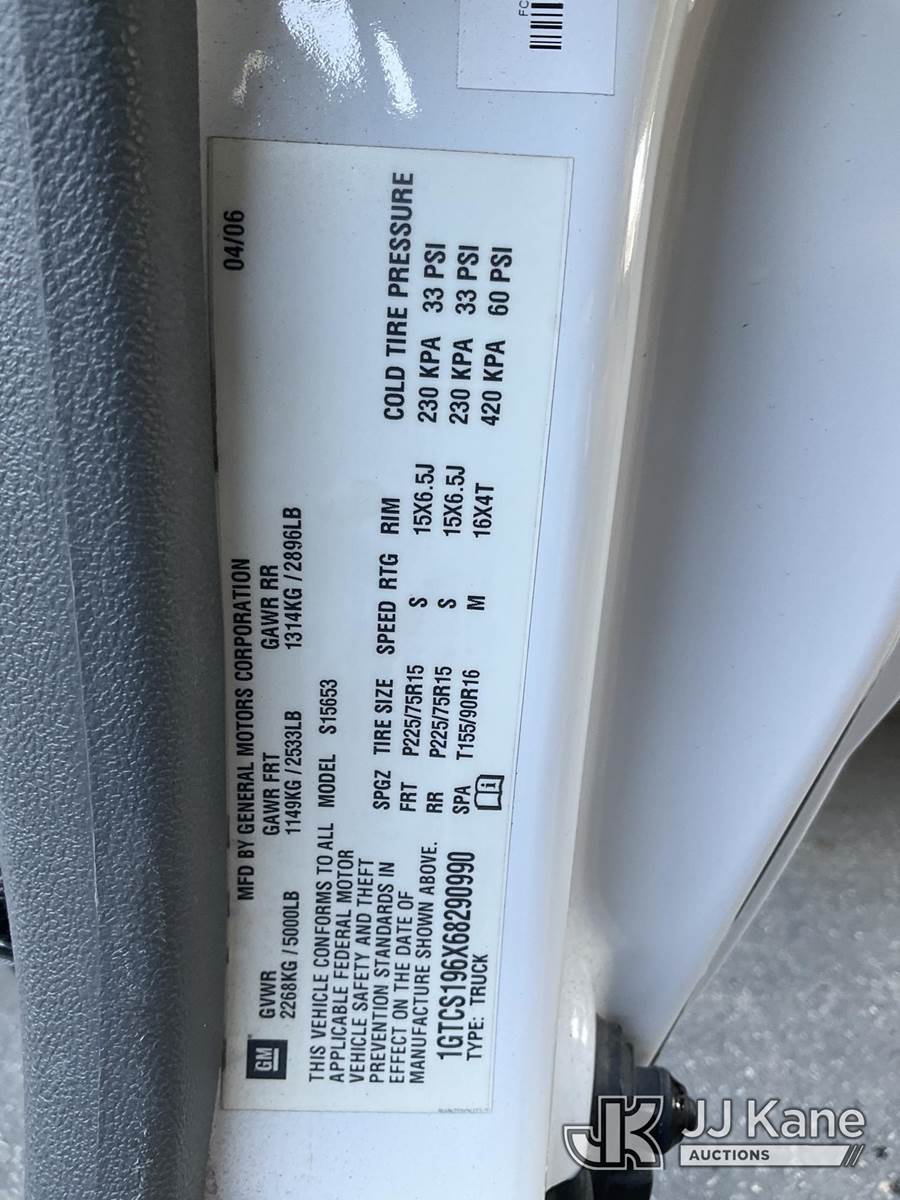 FC
MFD BY GENERAL MOTORS CORPORATION 04/06
GM
GVWR GAWR FRT GAWR RR
2268KG / 5000LB 1149KG / 2533LB 1314KG / 2896LB
THIS VEHICLE CONFORMS TO ALL
APPLICABLE FEDERAL MOTOR
VEHICLE SAFETY AND THEFT
PREVENTION STANDARDS IN
EFFECT ON THE DATE OF
MANUFACTURE SHOWN ABOVE.
1GTCS196X68290990
TYPE: TRUCK
MODEL S15653
SPGZ TIRE SIZE SPEED RTG RIM COLD TIRE PRESSURE
FRT P225/75R15 S 15X6.5J 230 KPA 33 PSI
RR P225/75R15 S 15X6.5J 230 KPA 33 PSI
SPA T155/90R16 M 16X4T 420 KPA 60 PSI
JK JJ Kane
AUCTIONS